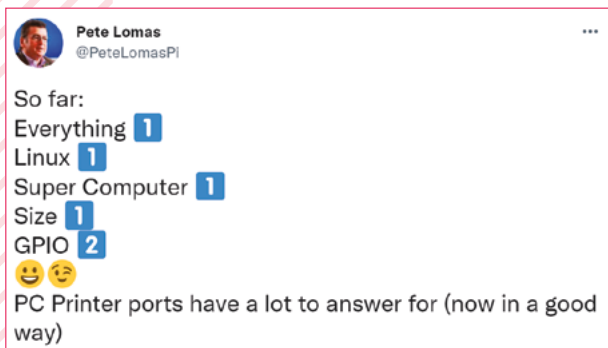 Pete Lomas
@PeteLomasPi
So far:
Everything 1️⃣
Linux 1️⃣
Super Computer 1️⃣
Size 1️⃣
GPIO 2️⃣
😀😉
PC Printer ports have a lot to answer for (now in a good
way)